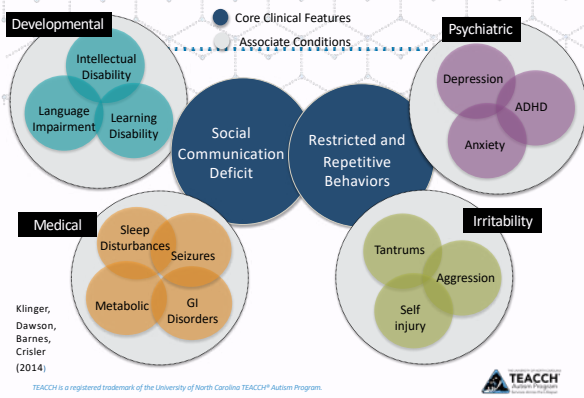 Developmental
Core Clinical Features
Associate Conditions
Psychiatric
Intellectual
Disability
Language
Impairment
Learning
Disability
Social
Communication
Deficit
Restricted and
Repetitive
Behaviors
Depression
ADHD
Anxiety
Medical
Sleep
Disturbances
Seizures
Metabolic
GI
Disorders
Irritability
Tantrums
Aggression
Self
injury
Klinger,
Dawson,
Barnes,
Crisler
(2014)
TEACCH is a registered trademark of the University of North Carolina TEACCH® Autism Program.
TEACCH
Autism Program